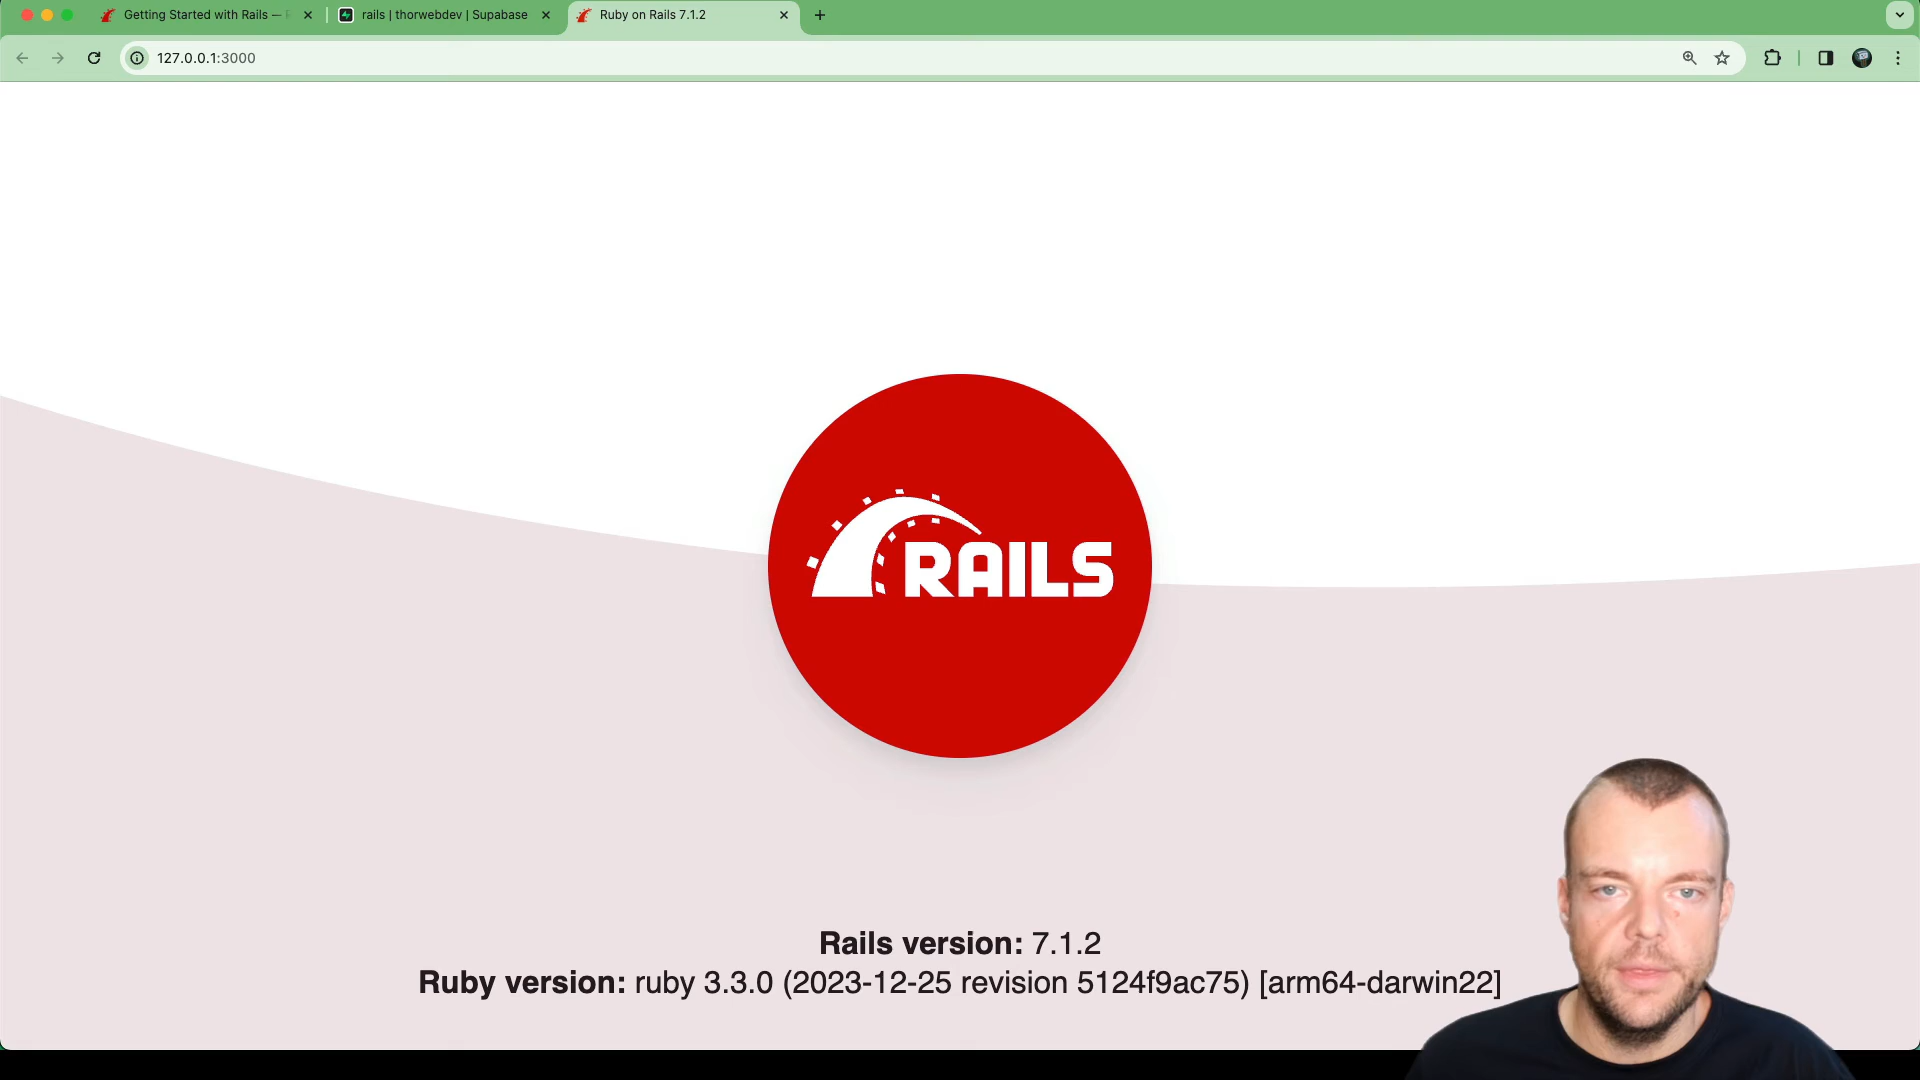 Getting Started with Rails —
rails | thorwebdev | Supabase
Ruby on Rails 7.1.2
127.0.0.1:3000
RAILS
Rails version: 7.1.2
Ruby version: ruby 3.3.0 (2023-12-25 revision 5124f9ac75) [arm64-darwin22]